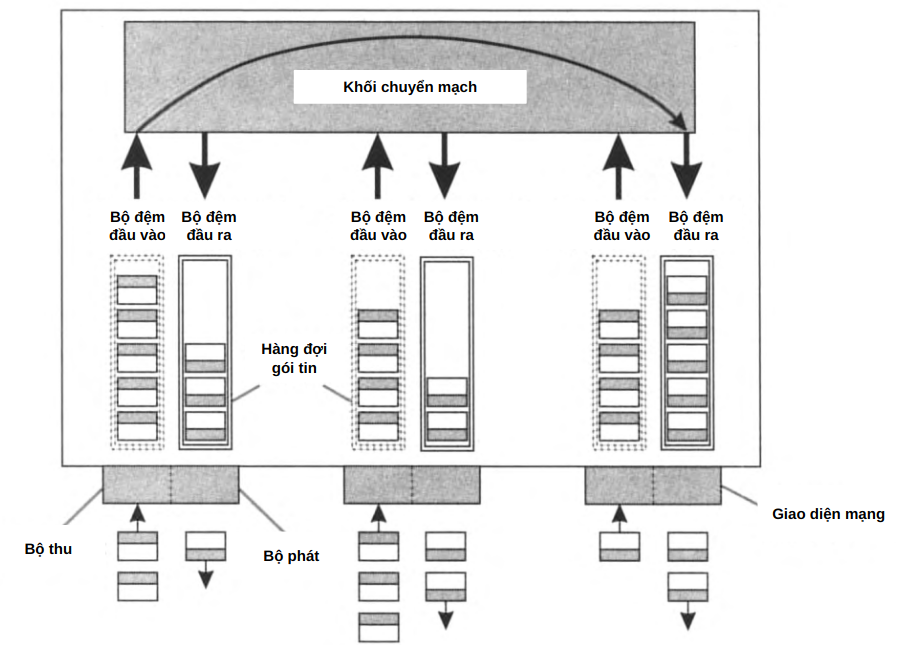 Khối chuyển mạch
Bộ đệm
đầu vào
Bộ đệm
đầu ra
Bộ đệm
đầu vào
Bộ đệm
đầu ra
Bộ đệm
đầu vào
Bộ đệm
đầu ra
Hàng đợi
gói tin
Bộ thu
Bộ phát
Giao diện mạng